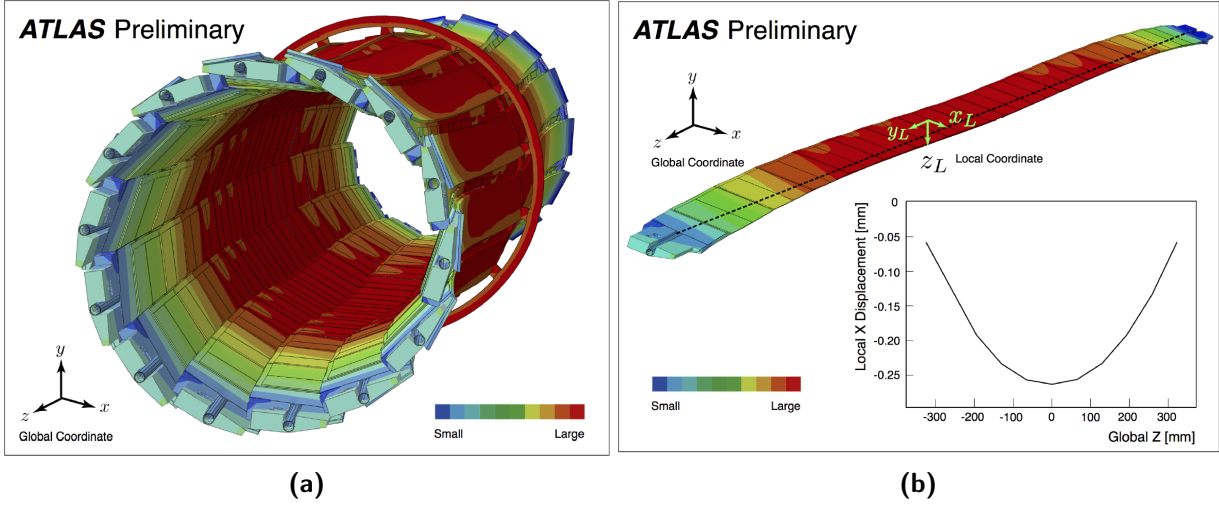 ATLAS Preliminary
y
z
x
Global Coordinate
Small
Large
(a)
ATLAS Preliminary
y
z
x
Global Coordinate
y_L
x_L
z_L
Local Coordinate
Small
Large
Local X Displacement [mm]
0
-0.05
-0.10
-0.15
-0.20
-0.25
-300 -200 -100 0 100 200 300
Global Z [mm]
(b)